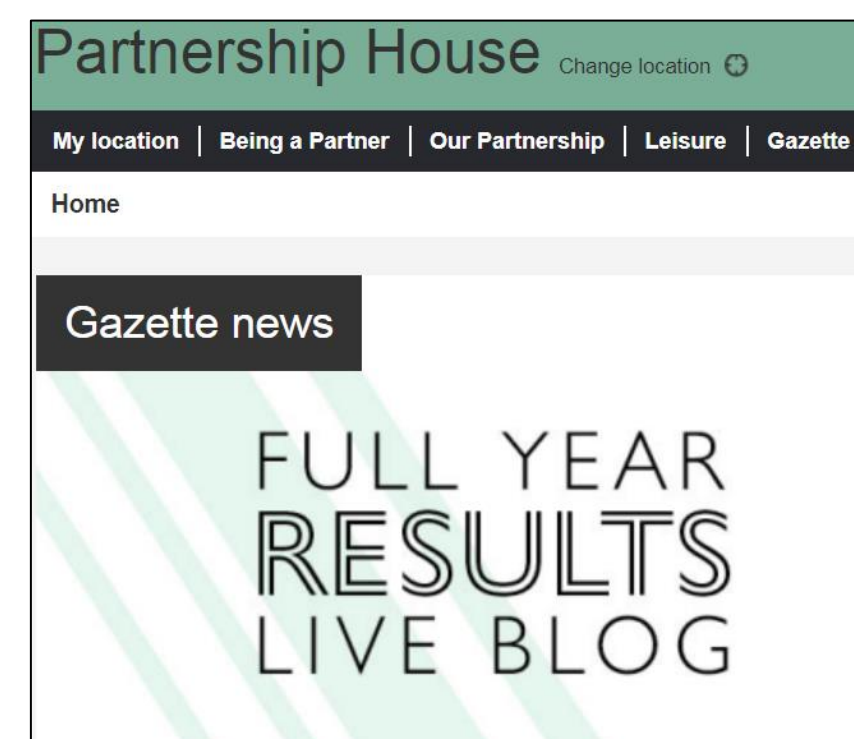 Partnership House Change location
My location | Being a Partner | Our Partnership | Leisure | Gazette
Home
Gazette news
FULL YEAR
RESULTS
LIVE BLOG